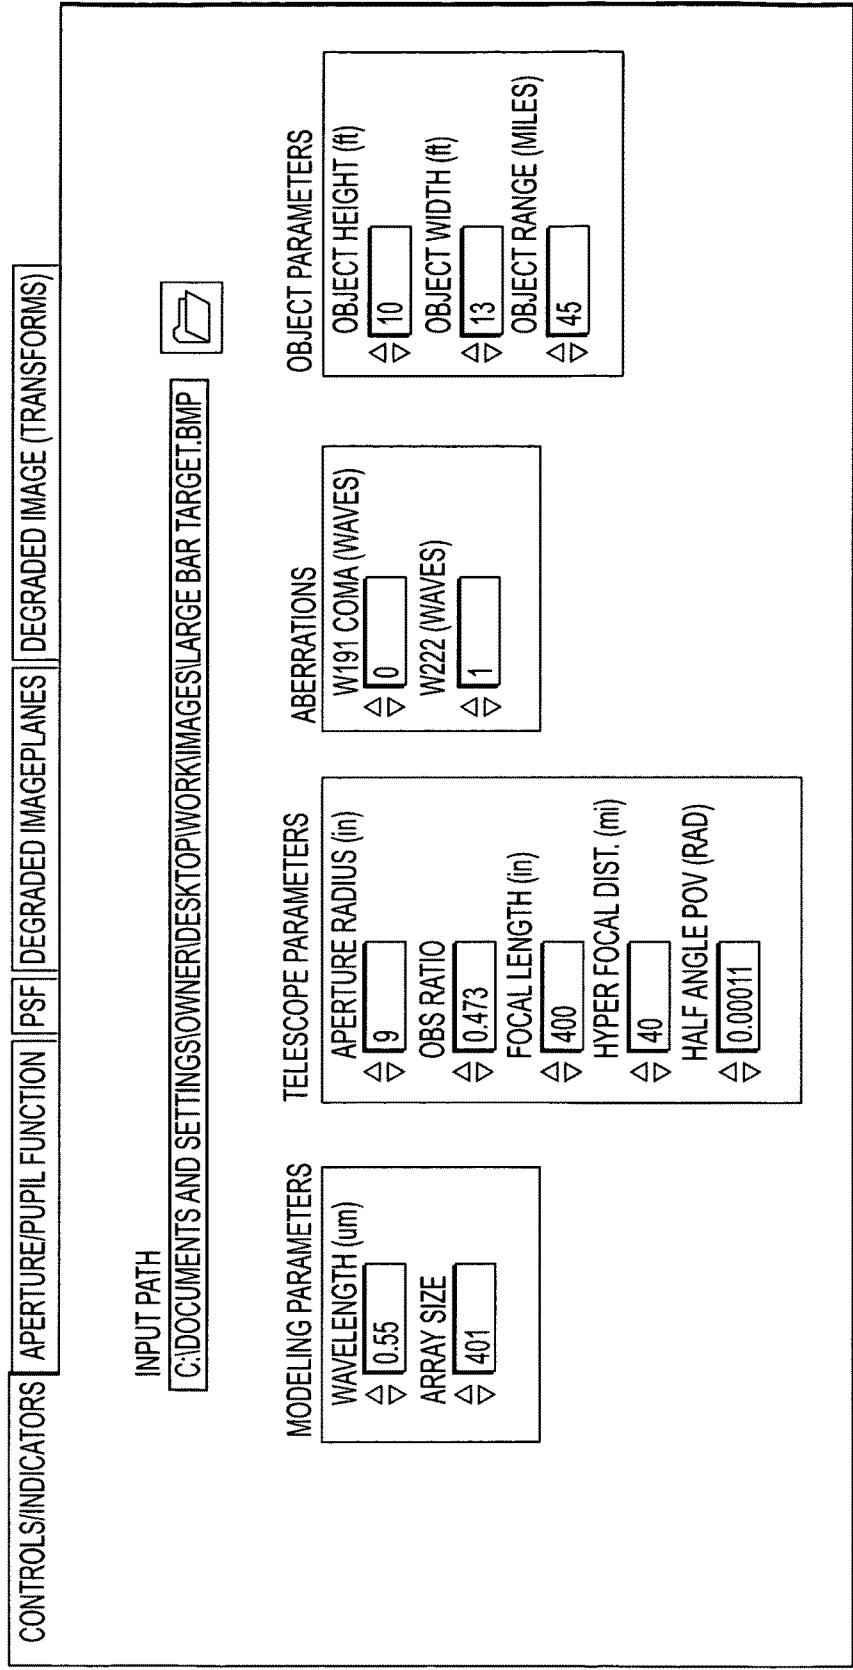 CONTROLS/INDICATORS APERTURE/PUPIL FUNCTION PSF DEGRADED IMAGEPLANES DEGRADED IMAGE (TRANSFORMS)
INPUT PATH
C:\DOCUMENTS AND SETTINGS\OWNER\DESKTOP\WORK\IMAGES\LARGE BAR TARGET.BMP
MODELING PARAMETERS
WAVELENGTH (um)
0.55
ARRAY SIZE
401
TELESCOPE PARAMETERS
APERTURE RADIUS (in)
9
OBS RATIO
0.473
FOCAL LENGTH (in)
400
HYPER FOCAL DIST. (mi)
40
HALF ANGLE POV (RAD)
0.00011
ABERRATIONS
W191 COMA (WAVES)
0
W222 (WAVES)
1
OBJECT PARAMETERS
OBJECT HEIGHT (ft)
10
OBJECT WIDTH (ft)
13
OBJECT RANGE (MILES)
45